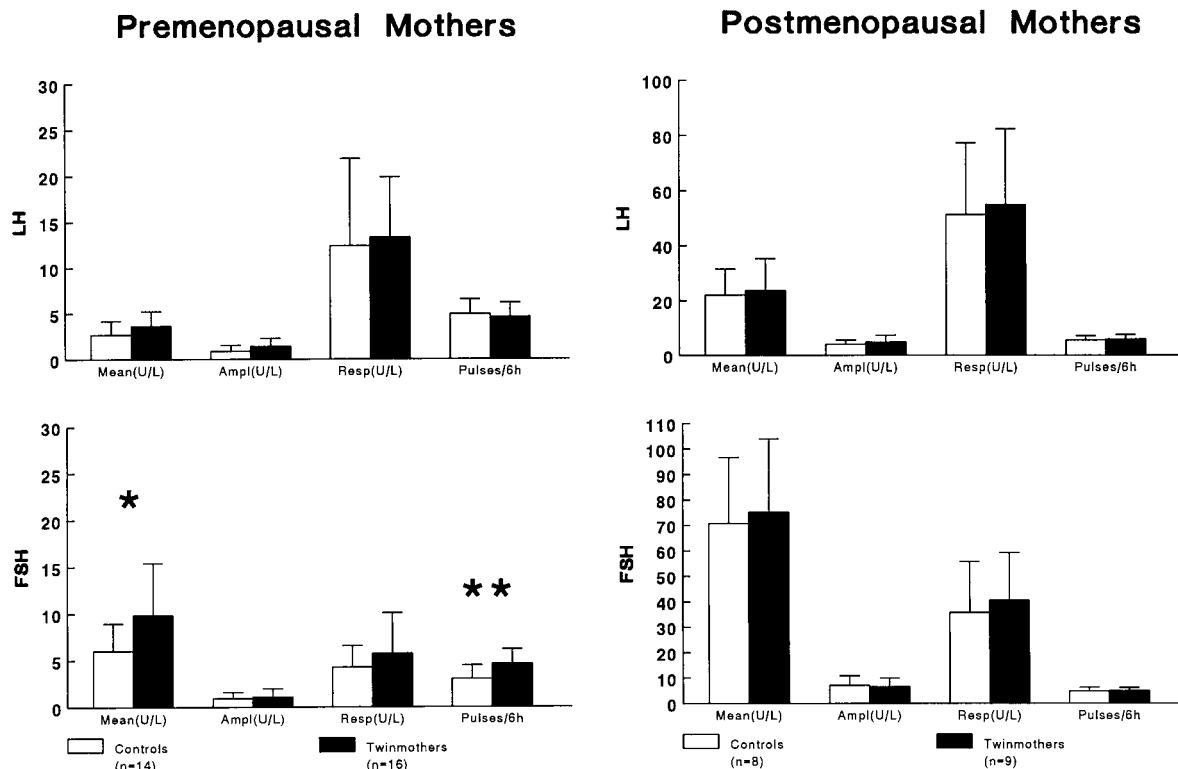 Premenopausal Mothers
Postmenopausal Mothers
30
25
20
15
10
5
0
LH
Mean(U/L) Ampl(U/L) Resp(U/L) Pulses/6h
100
80
60
40
20
0
LH
Mean(U/L) Ampl(U/L) Resp(U/L) Pulses/6h
30
25
20
15
10
5
0
FSH
*
**
Mean(U/L) Ampl(U/L) Resp(U/L) Pulses/6h
Controls
(n=14)
Twinmothers
(n=16)
110
100
90
80
70
60
50
40
30
20
10
0
FSH
Mean(U/L) Ampl(U/L) Resp(U/L) Pulses/6h
Controls
(n=8)
Twinmothers
(n=9)